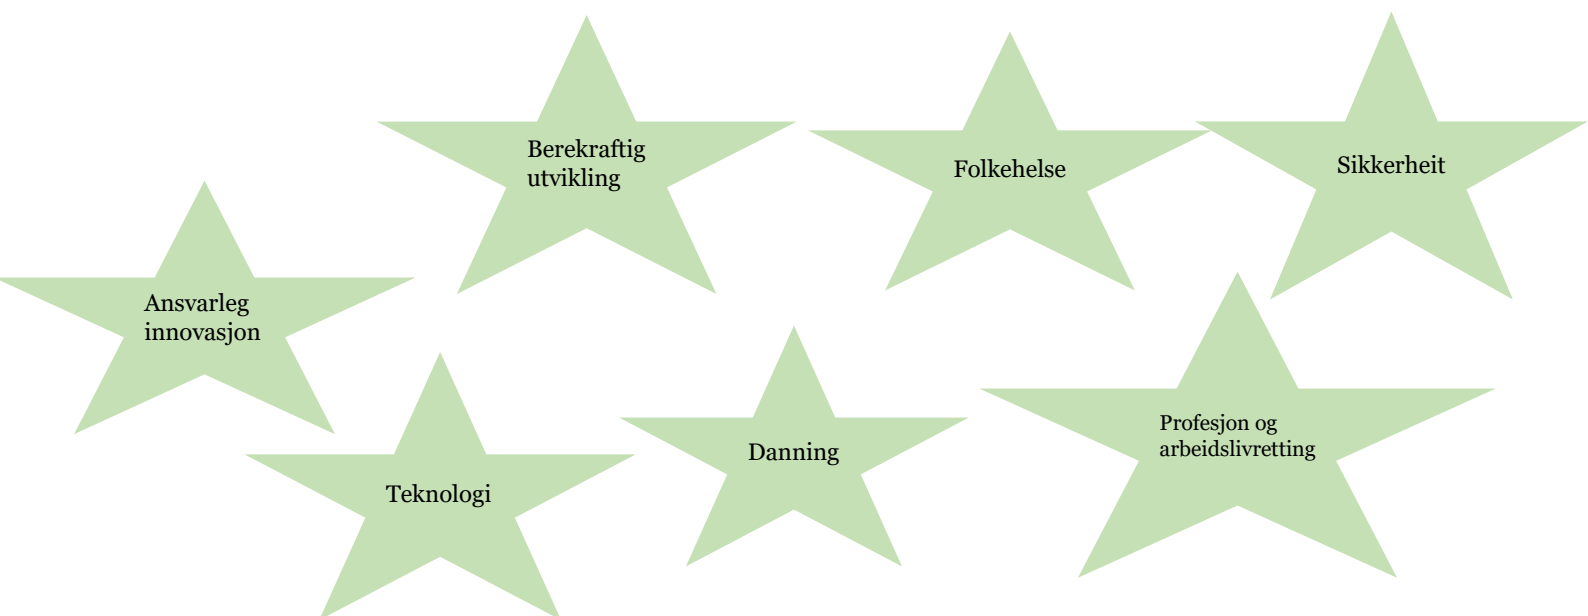 Berekraftig
utvikling
Folkehelse
Sikkerheit
Ansvarleg
innovasjon
Teknologi
Danning
Profesjon og
arbeidslivretting